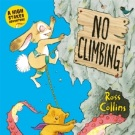 A HIGH
STAKES
ADVENTURE!
NO
CLIMBING
Ross
Collins